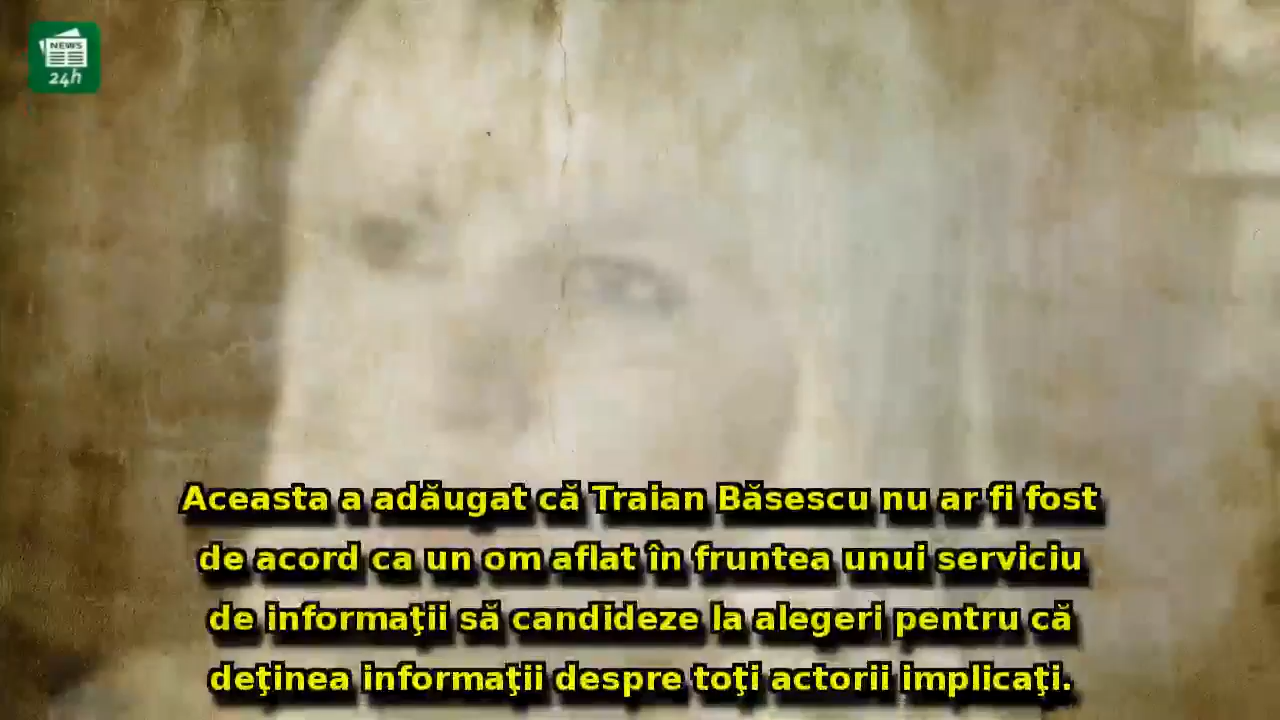 NEWS
24h
Aceasta a adăugat că Traian Băsescu nu ar fi fost
de acord ca un om aflat în fruntea unui serviciu
de informaţii să candideze la alegeri pentru că
deţinea informaţii despre toţi actorii implicaţi.